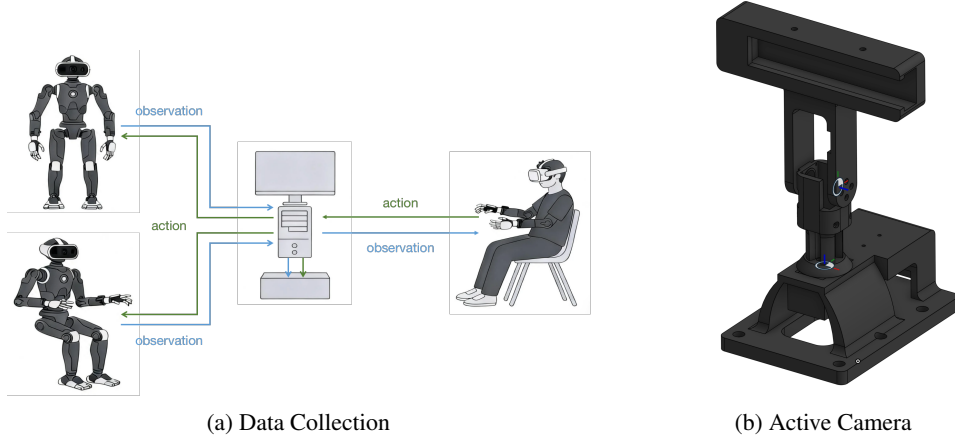 observation
action
action
observation
observation
(a) Data Collection
(b) Active Camera